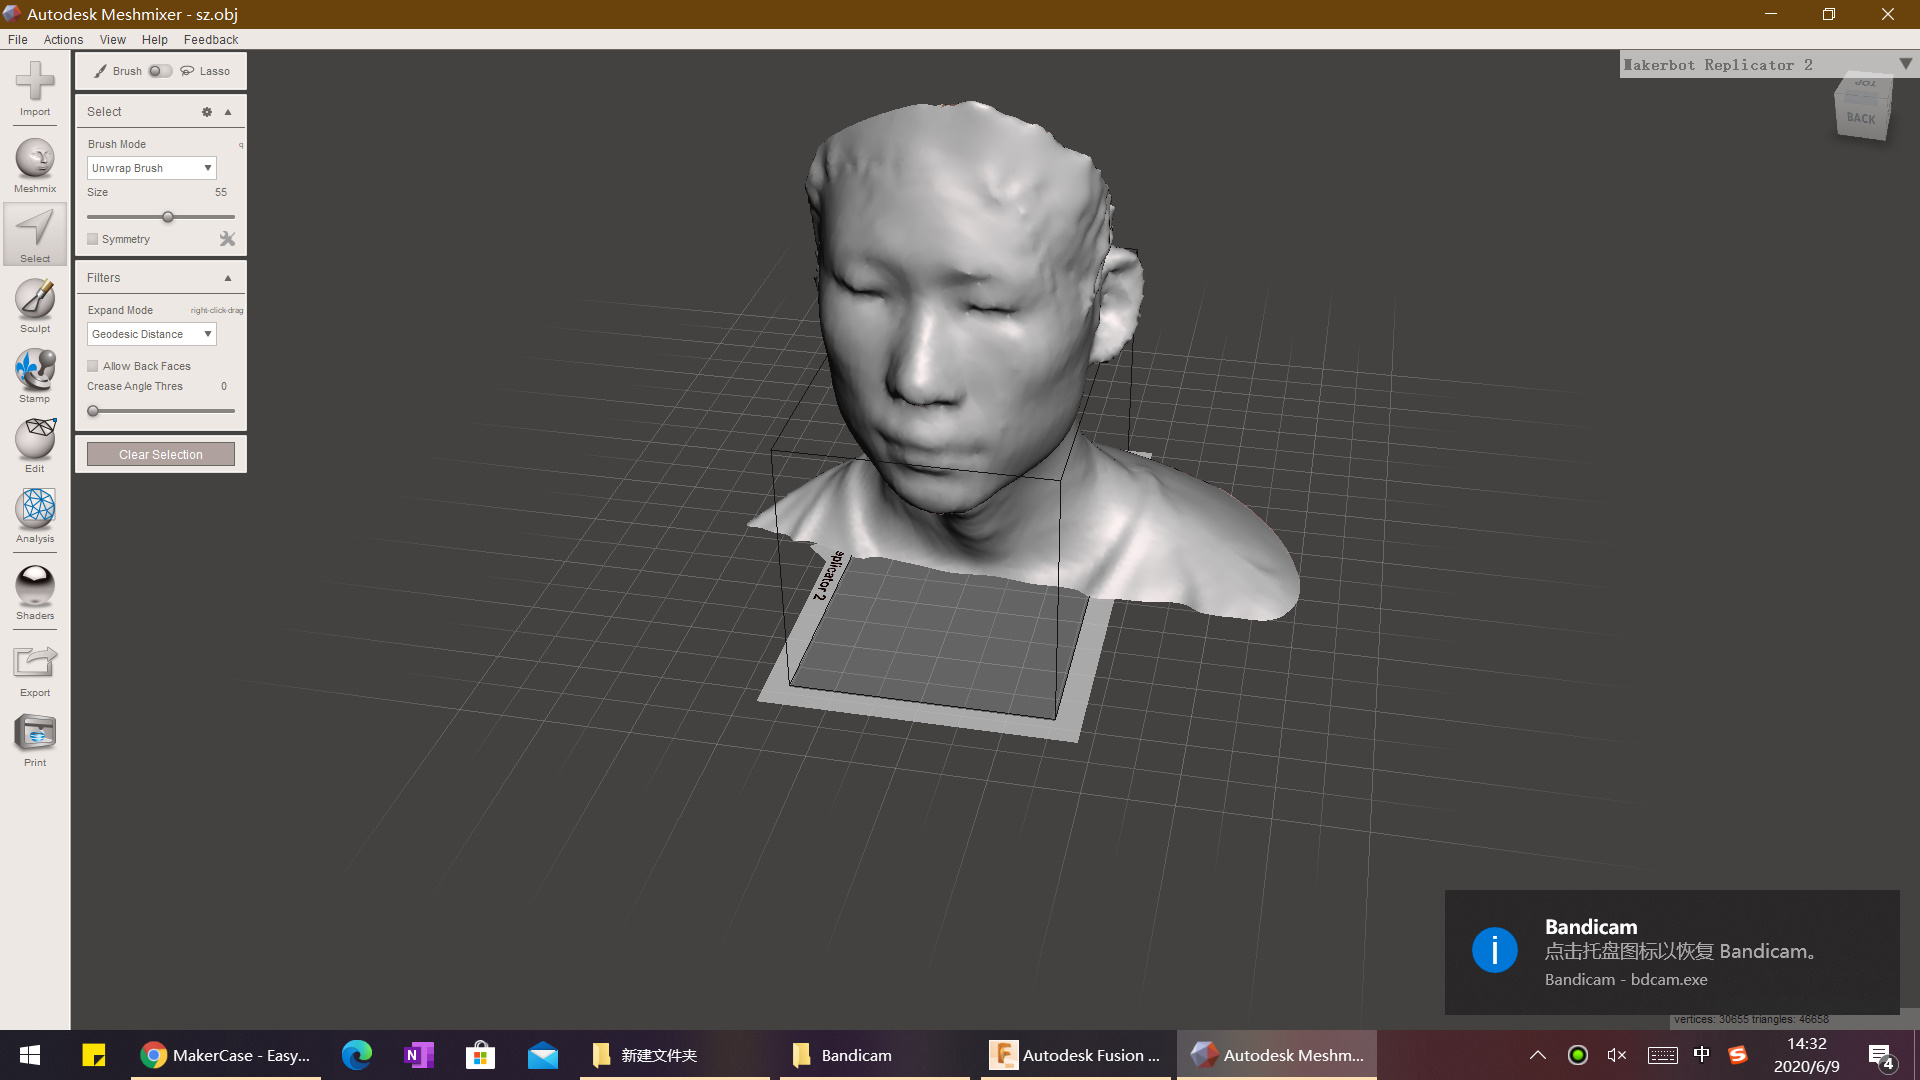 Autodesk Meshmixer - sz.obj
File Actions View Help Feedback
Import
Meshmix
Select
Sculpt
Stamp
Edit
Analysis
Shaders
Export
Print
Brush Lasso
Select
Brush Mode q
Unwrap Brush
Size 55
Symmetry
Filters
Expand Mode right-click-drag
Geodesic Distance
Allow Back Faces
Crease Angle Thres 0
Clear Selection
Makerbot Replicator 2
TOP
BACK
eplicator 2
Bandicam
点击托盘图标以恢复 Bandicam。
Bandicam - bdcam.exe
vertices: 30655 triangles: 46658
MakerCase - Easy...
新建文件夹
Bandicam
Autodesk Fusion ...
Autodesk Meshm...
中
14:32
2020/6/9
4